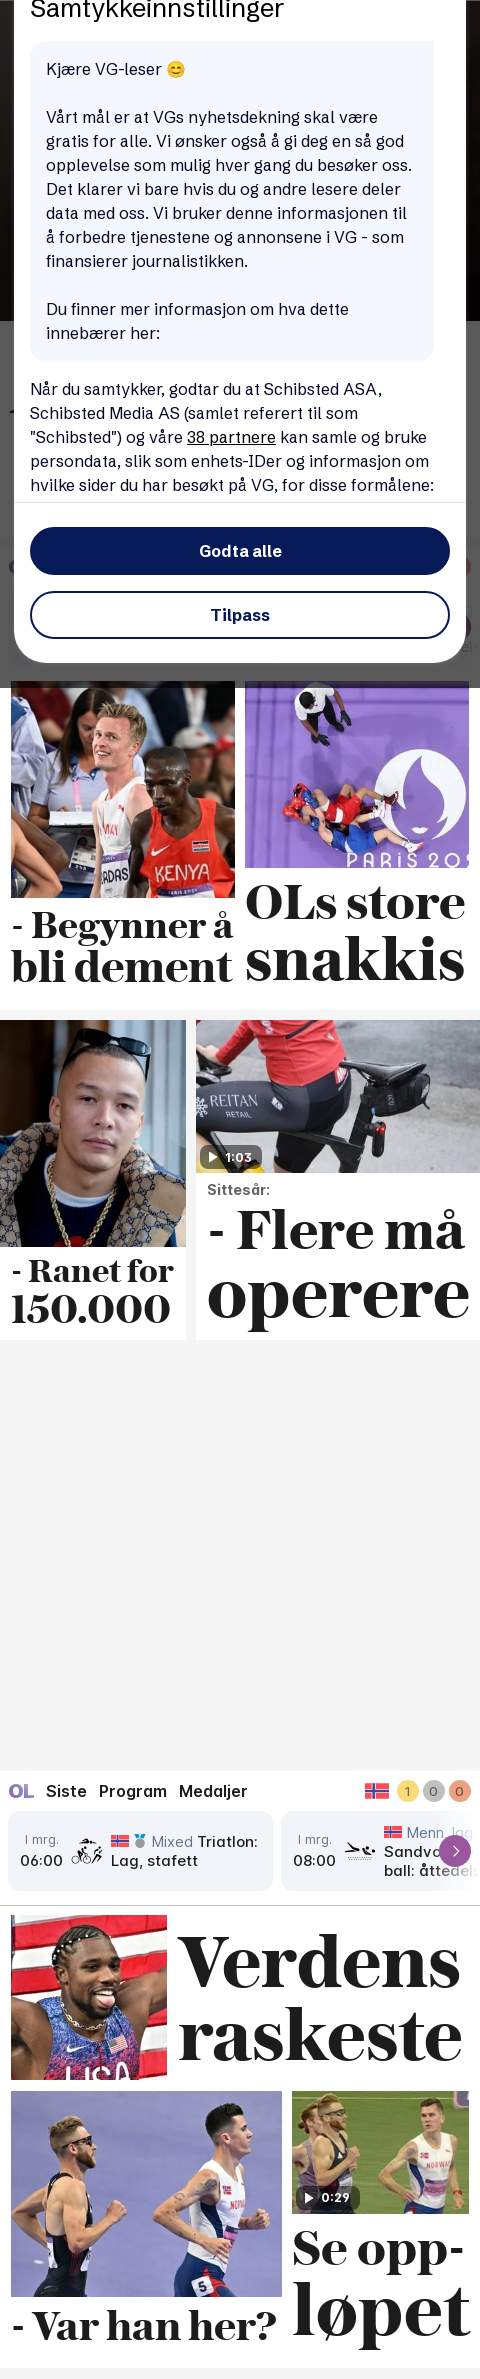 Samtykkeinnstillinger
Kjære VG-leser 😊
Vårt mål er at VGs nyhetsdekning skal være
gratis for alle. Vi ønsker også å gi deg en så god
opplevelse som mulig hver gang du besøker oss.
Det klarer vi bare hvis du og andre lesere deler
data med oss. Vi bruker denne informasjonen til
å forbedre tjenestene og annonsene i VG - som
finansierer journalistikken.
Du finner mer informasjon om hva dette
innebærer her:
Når du samtykker, godtar du at Schibsted ASA,
Schibsted Media AS (samlet referert til som
"Schibsted") og våre 38 partnere kan samle og bruke
persondata, slik som enhets-IDer og informasjon om
hvilke sider du har besøkt på VG, for disse formålene:
Godta alle
Tilpass
KENYA
PARIS 202
- Begynner å
bli dement
OLs store
snakkis
REITAN
RETAIL
1:03
- Ranet for
150.000
Sittesår:
- Flere må
operere
OL Siste Program Medaljer 1 0 0
I mrg.
06:00
Mixed Triatlon:
Lag, stafett
I mrg.
08:00
Menn, lag
ball:
USA
Verdens
raskeste
NORWAY
5
NORWAY
0:29
- Var han her?
Se opp-
løpet